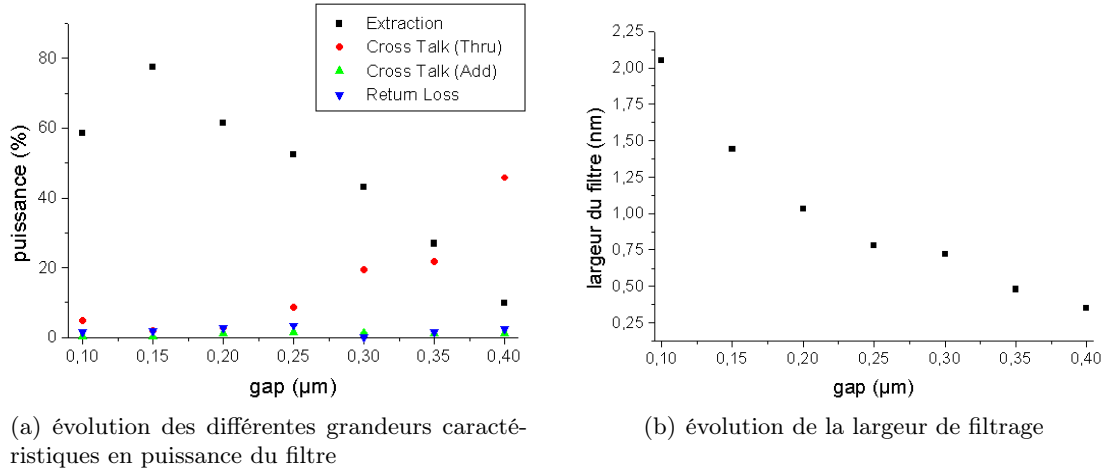 Extraction
Cross Talk (Thru)
Cross Talk (Add)
Return Loss
puissance (%)
80
60
40
20
0
0,10 0,15 0,20 0,25 0,30 0,35 0,40
gap (µm)
(a) évolution des différentes grandeurs caracté-
ristiques en puissance du filtre
largeur du filtre (nm)
2,25
2,00
1,75
1,50
1,25
1,00
0,75
0,50
0,25
0,10 0,15 0,20 0,25 0,30 0,35 0,40
gap (µm)
(b) évolution de la largeur de filtrage